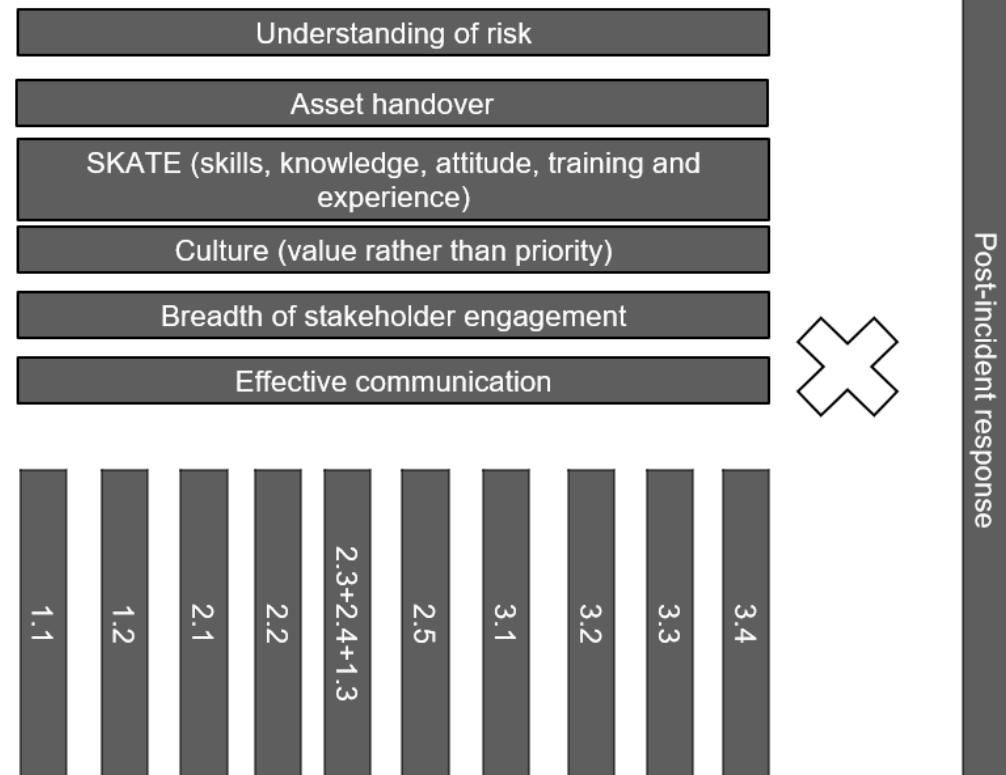 Understanding of risk
Asset handover
SKATE (skills, knowledge, attitude, training and
experience)
Culture (value rather than priority)
Breadth of stakeholder engagement
Effective communication
Post-incident response
1.1
1.2
2.1
2.2
2.3+2.4+1.3
2.5
3.1
3.2
3.3
3.4